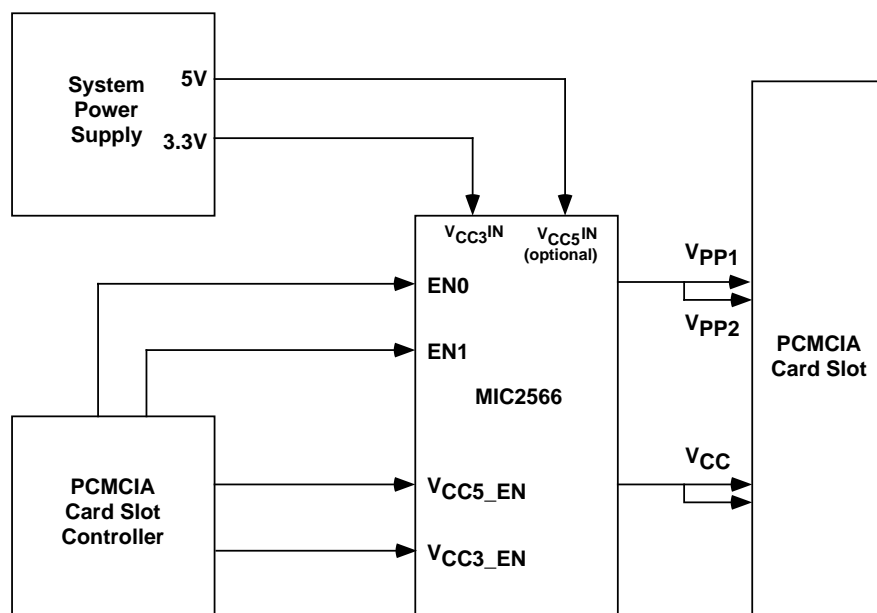 System
Power
Supply
5V
3.3V
VCC3IN
VCC5IN
(optional)
EN0
EN1
MIC2566
VCC5_EN
VCC3_EN
VPP1
VPP2
VCC
PCMCIA
Card Slot
PCMCIA
Card Slot
Controller